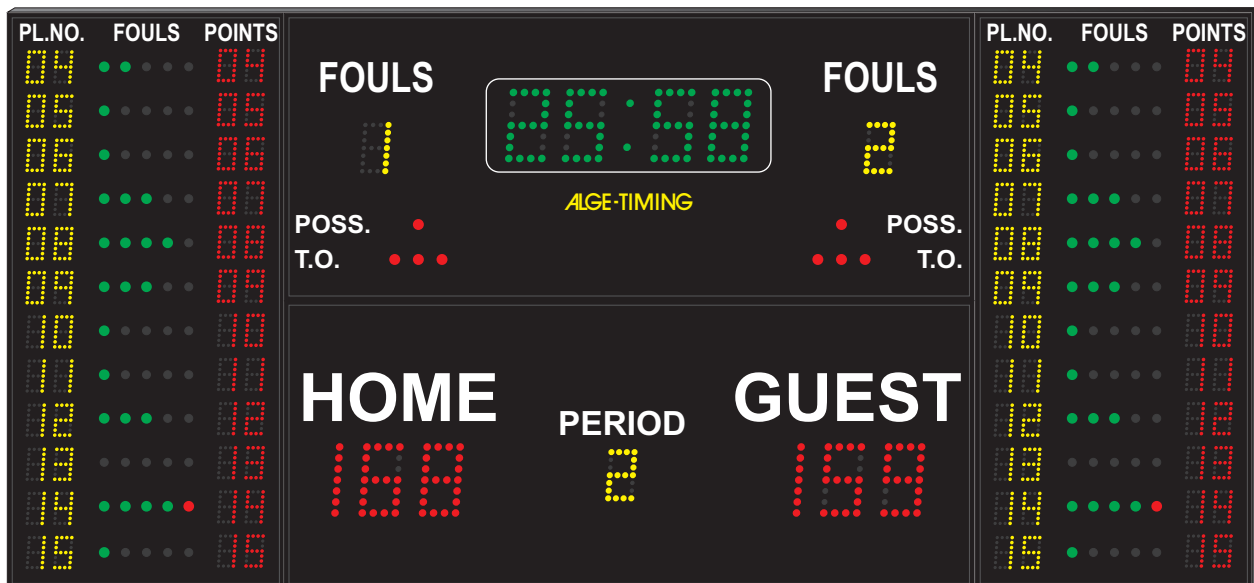 PL.NO. FOULS POINTS
04 04
05 05
06 06
07 07
08 08
09 09
10 10
11 11
12 12
13 13
14 14
15 15
FOULS
1
25:58
FOULS
2
ALGE-TIMING
POSS.
T.O.
POSS.
T.O.
HOME
168
PERIOD
2
GUEST
159
PL.NO. FOULS POINTS
04 04
05 05
06 06
07 07
08 08
09 09
10 10
11 11
12 12
13 13
14 14
15 15